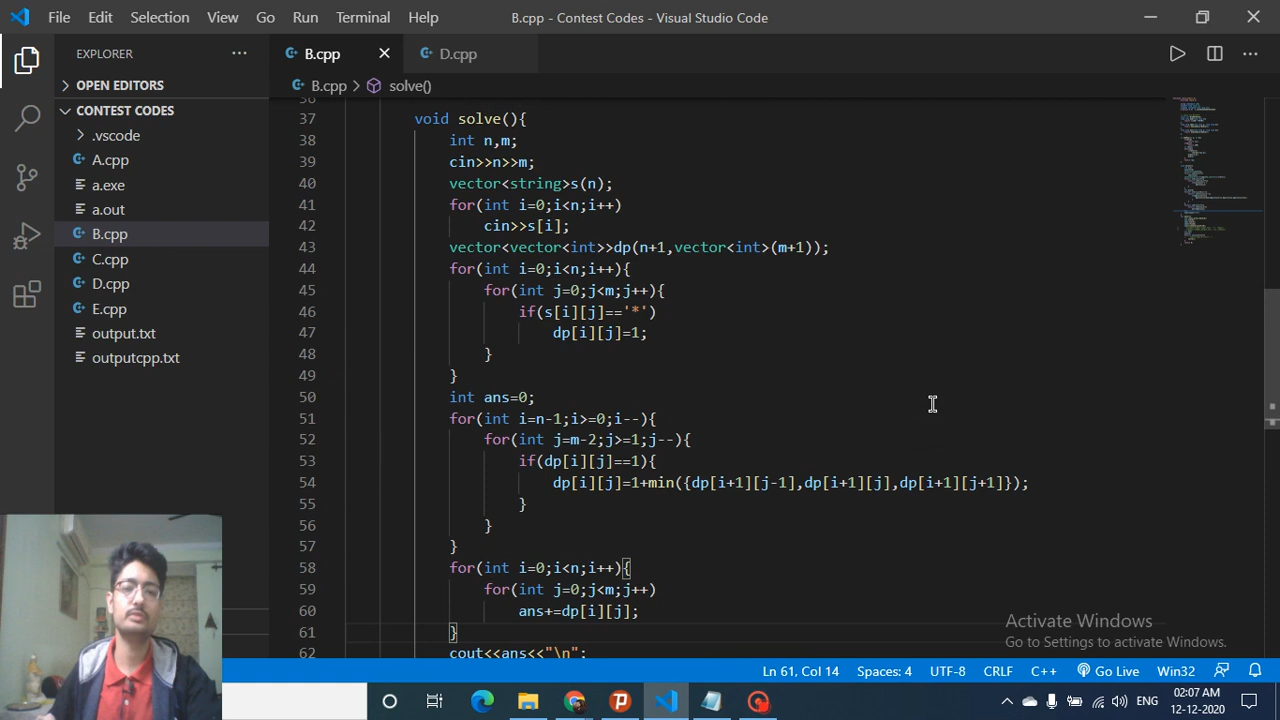 File Edit Selection View Go Run Terminal Help B.cpp - Contest Codes - Visual Studio Code
EXPLORER ···
B.cpp D.cpp
OPEN EDITORS
B.cpp > solve()
CONTEST CODES
.vscode
A.cpp
a.exe
a.out
B.cpp
C.cpp
D.cpp
E.cpp
output.txt
outputcpp.txt
36
37 void solve(){
38 int n,m;
39 cin>>n>>m;
40 vector<string>s(n);
41 for(int i=0;i<n;i++)
42 cin>>s[i];
43 vector<vector<int>>dp(n+1,vector<int>(m+1));
44 for(int i=0;i<n;i++){
45 for(int j=0;j<m;j++){
46 if(s[i][j]=='*')
47 dp[i][j]=1;
48 }
49 }
50 int ans=0;
51 for(int i=n-1;i>=0;i--){
52 for(int j=m-2;j>=1;j--){
53 if(dp[i][j]==1){
54 dp[i][j]=1+min({dp[i+1][j-1],dp[i+1][j],dp[i+1][j+1]});
55 }
56 }
57 }
58 for(int i=0;i<n;i++){
59 for(int j=0;j<m;j++)
60 ans+=dp[i][j];
61 }
62 cout<<ans<<"\n";
Activate Windows
Go to Settings to activate Windows.
Ln 61, Col 14 Spaces: 4 UTF-8 CRLF C++ Go Live Win32
ENG
02:07 AM
12-12-2020